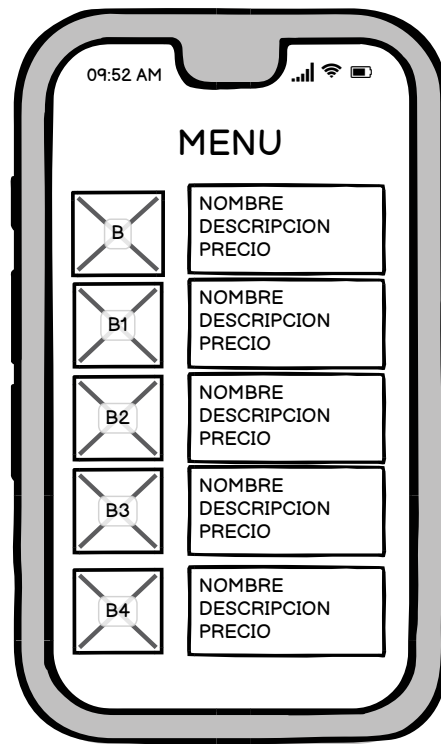 09:52 AM
MENU
B
NOMBRE
DESCRIPCION
PRECIO
B1
NOMBRE
DESCRIPCION
PRECIO
B2
NOMBRE
DESCRIPCION
PRECIO
B3
NOMBRE
DESCRIPCION
PRECIO
B4
NOMBRE
DESCRIPCION
PRECIO